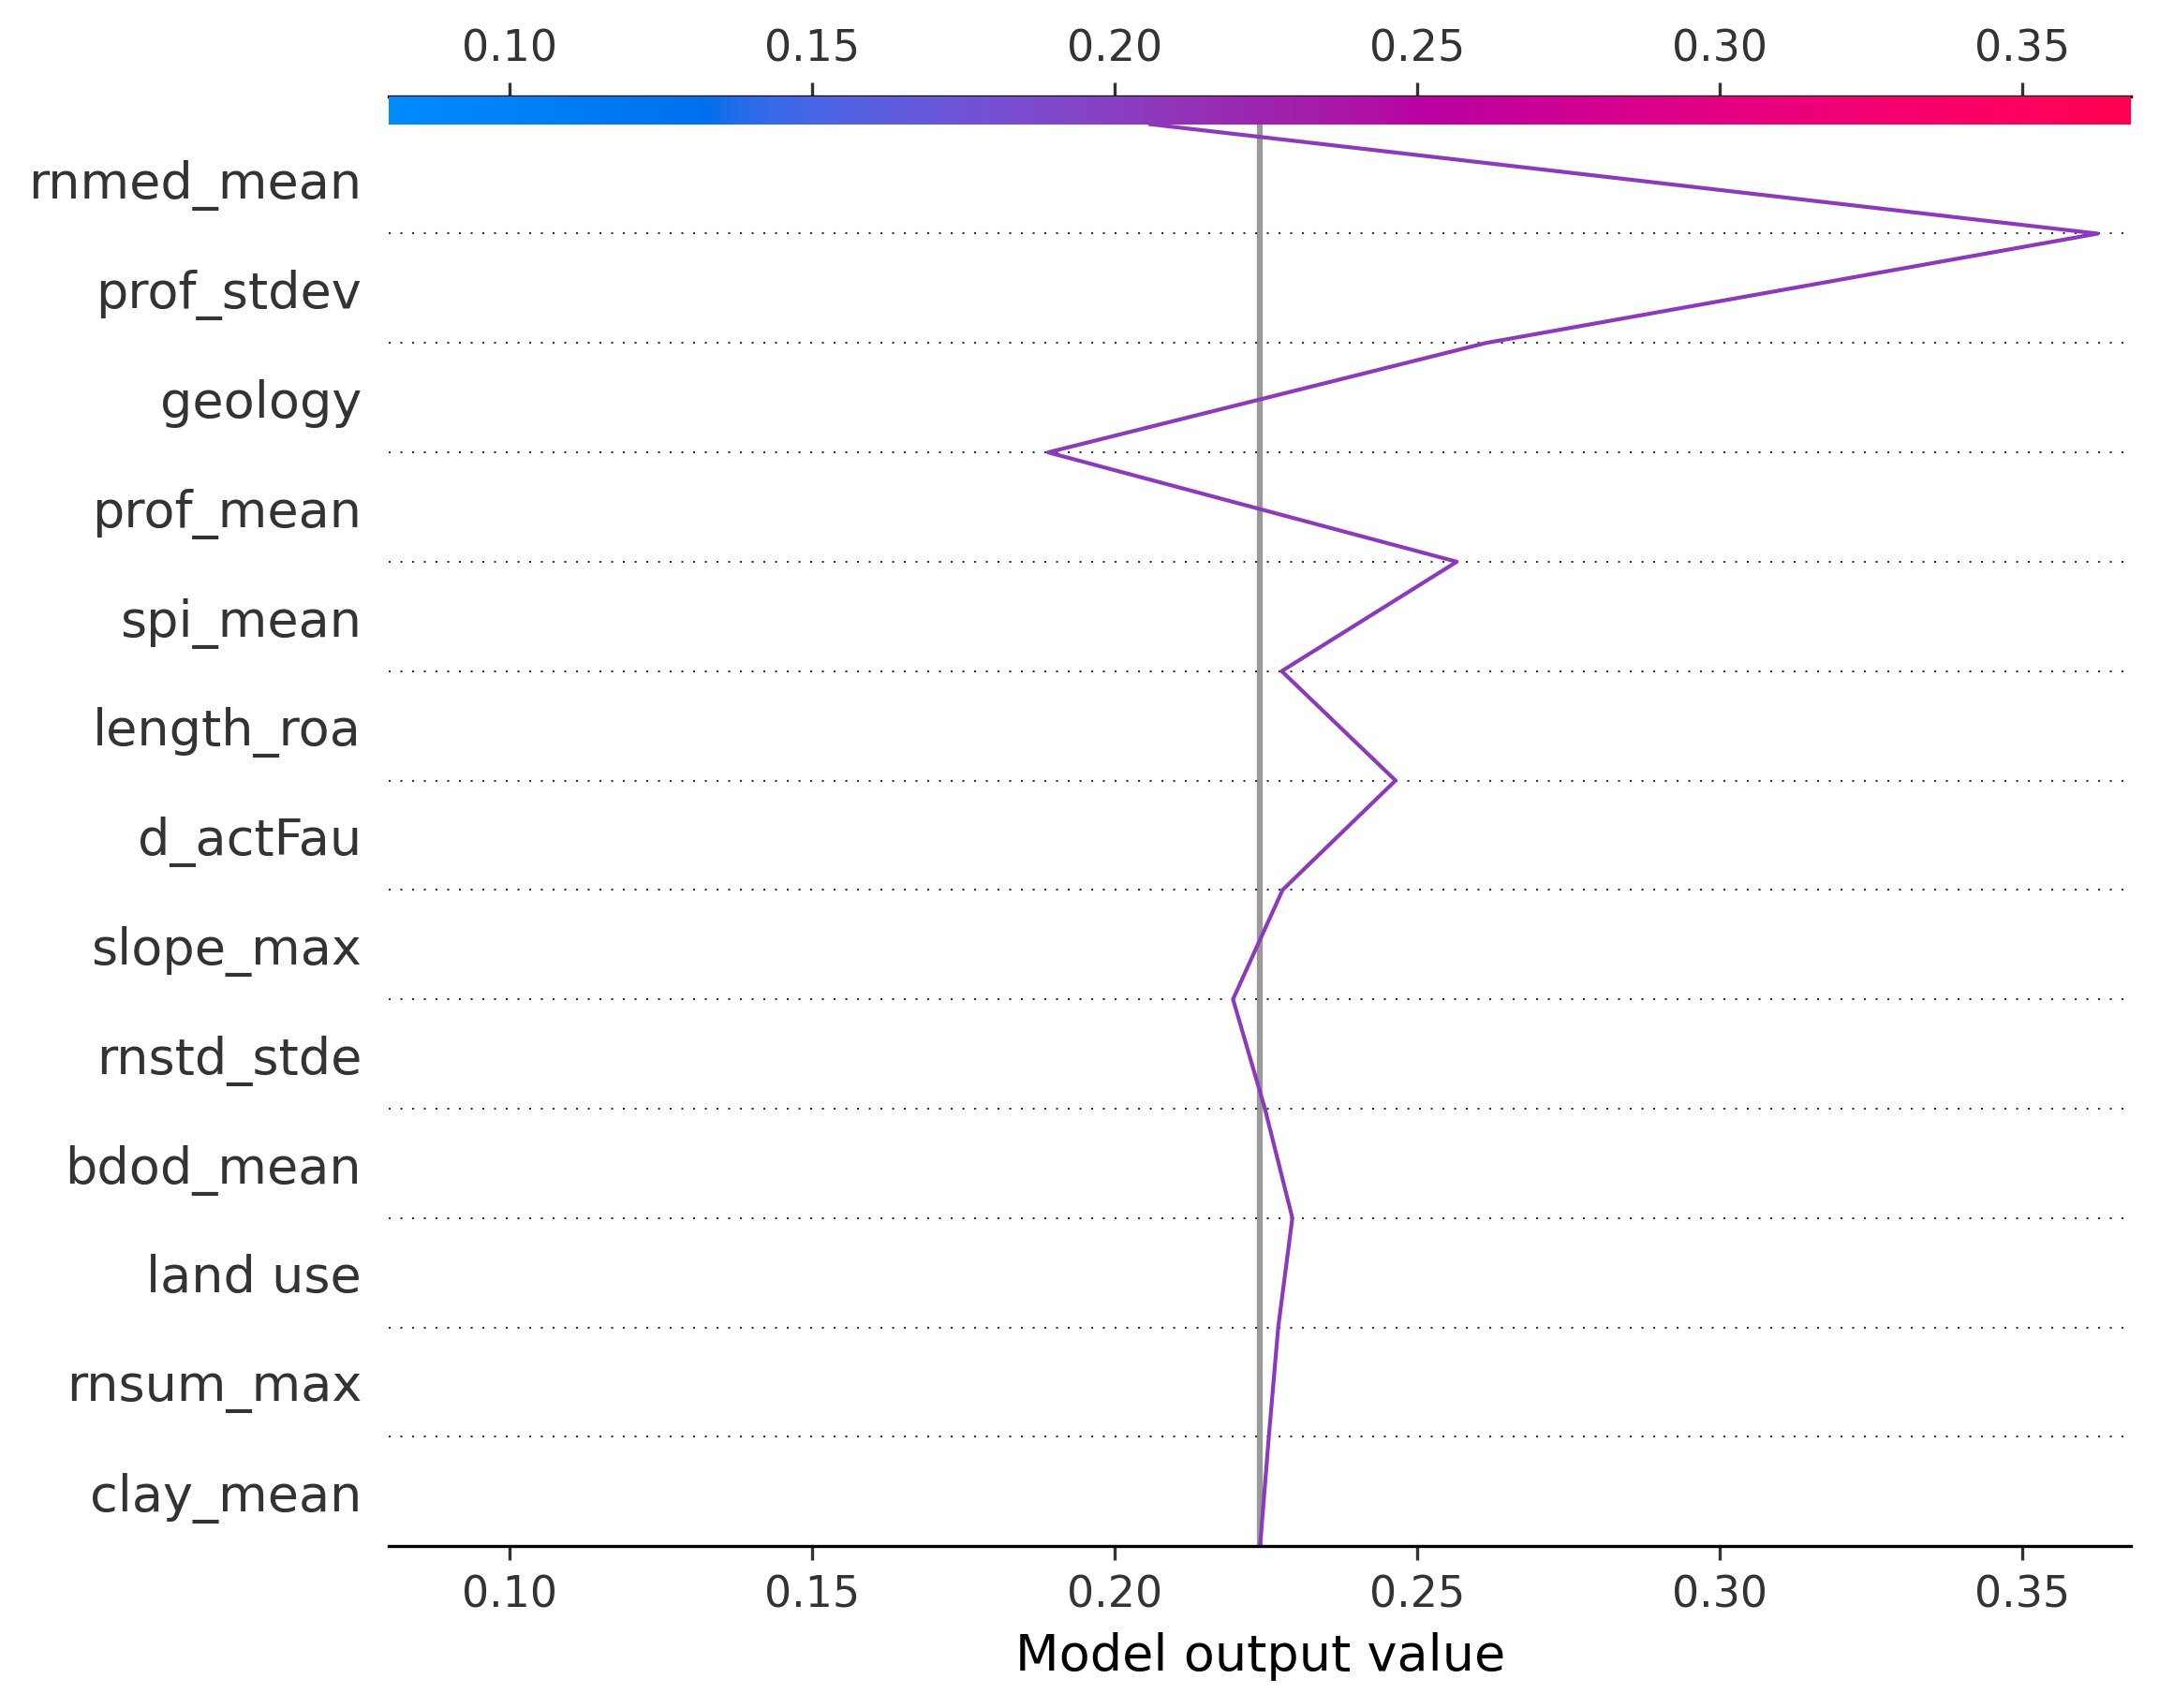 0.10 0.15 0.20 0.25 0.30 0.35
rnmed_mean
prof_stdev
geology
prof_mean
spi_mean
length_roa
d_actFau
slope_max
rnstd_stde
bdod_mean
land use
rnsum_max
clay_mean
0.10 0.15 0.20 0.25 0.30 0.35
Model output value